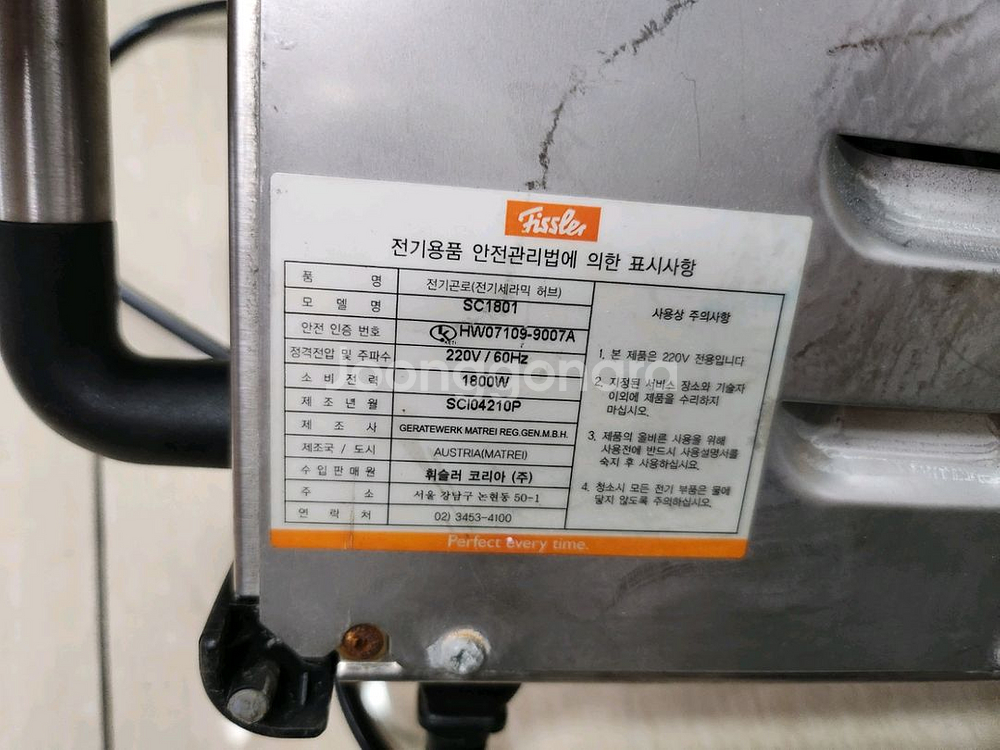 Fissler
전기용품 안전관리법에 의한 표시사항
품 명 전기곤로(전기세라믹 허브)
모 델 명 SC1801
안전 인증 번호 HW07109-9007A
정격전압 및 주파수 220V / 60Hz
소 비 전 력 1800W
제 조 년 월 SCI04210P
제 조 사 GERATEWERK MATREI REG.GEN.M.B.H.
제조국 / 도시 AUSTRIA(MATREI)
수 입 판 매 원 휘슬러 코리아 (주)
주 소 서울 강남구 논현동 50-1
연 락 처 02) 3453-4100
사용상 주의사항
1. 본 제품은 220V 전용입니다
2. 지정된 서비스 장소와 기술자
이외에 제품을 수리하지
마십시오.
3. 제품의 올바른 사용을 위해
사용전에 반드시 사용설명서를
숙지 후 사용하십시오.
4. 청소시 모든 전기 부품은 물에
닿지 않도록 주의하십시오.
Perfect every time.
Joonggonara